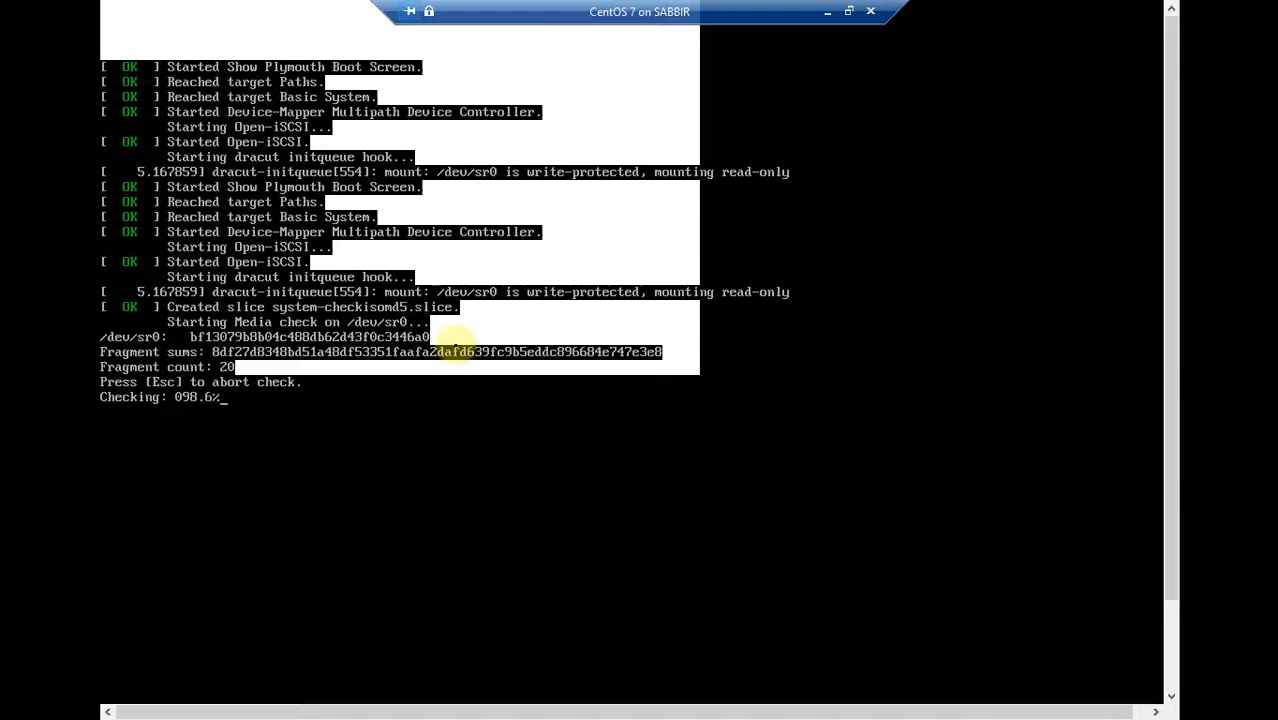 CentOS 7 on SABBIR
[  OK  ] Started Show Plymouth Boot Screen.
[  OK  ] Reached target Paths.
[  OK  ] Reached target Basic System.
[  OK  ] Started Device-Mapper Multipath Device Controller.
Starting Open-iSCSI...
[  OK  ] Started Open-iSCSI.
Starting dracut initqueue hook...
[    5.167859] dracut-initqueue[554]: mount: /dev/sr0 is write-protected, mounting read-only
[  OK  ] Started Show Plymouth Boot Screen.
[  OK  ] Reached target Paths.
[  OK  ] Reached target Basic System.
[  OK  ] Started Device-Mapper Multipath Device Controller.
Starting Open-iSCSI...
[  OK  ] Started Open-iSCSI.
Starting dracut initqueue hook...
[    5.167859] dracut-initqueue[554]: mount: /dev/sr0 is write-protected, mounting read-only
[  OK  ] Created slice system-checkisomd5.slice.
Starting Media check on /dev/sr0...
/dev/sr0:   bf13079b8b04c488db62d43f0c3446a0
Fragment sums: 8df27d8348bd51a48df53351faafa2dafd639fc9b5eddc896684e747e3e8
Fragment count: 20
Press [Esc] to abort check.
Checking: 098.6%_